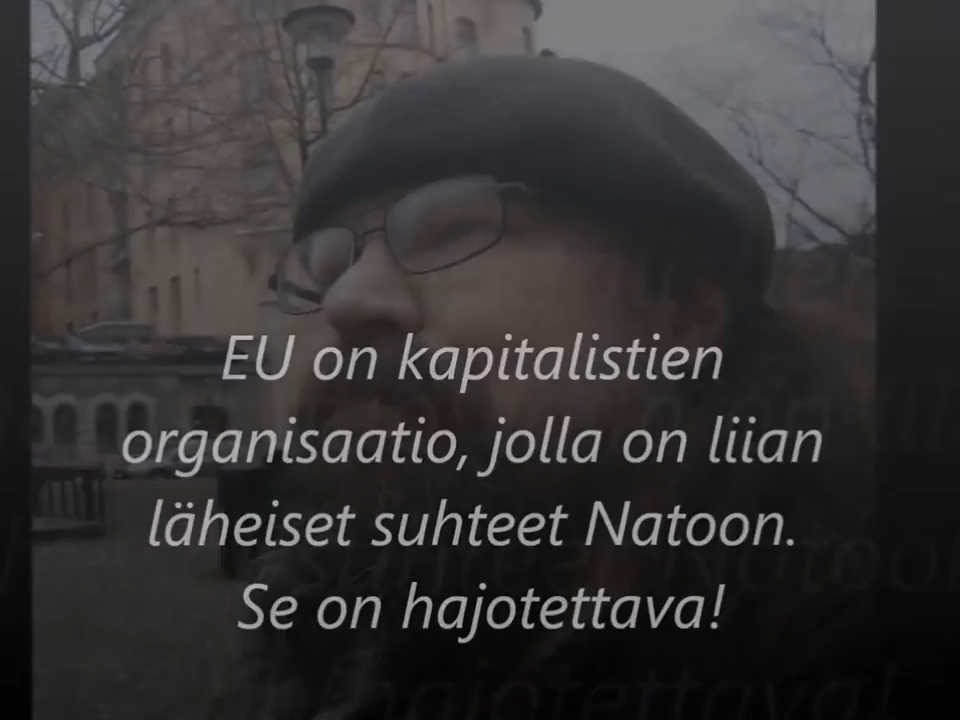 EU on kapitalistien
organisaatio, jolla on liian
läheiset suhteet Natoon.
Se on hajotettava!